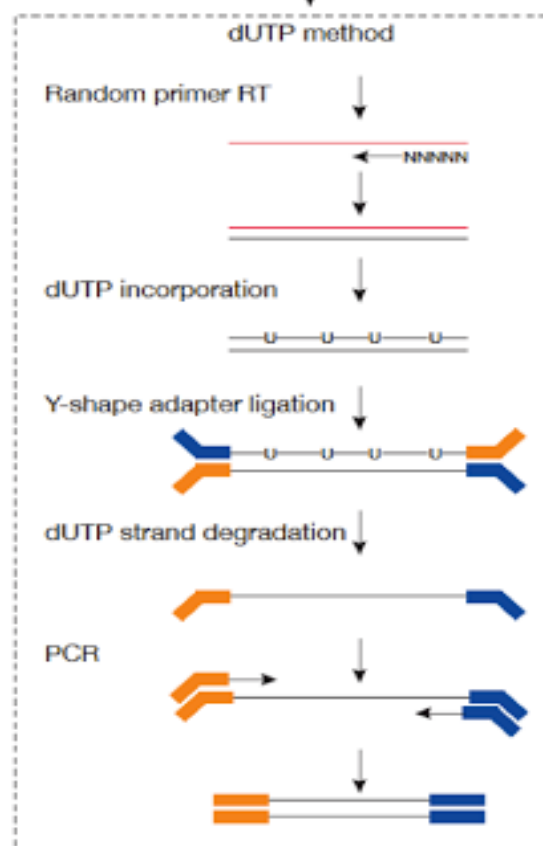 dUTP method
Random primer RT
NNNNN
dUTP incorporation
U U U U
Y-shape adapter ligation
U U U U
dUTP strand degradation
PCR